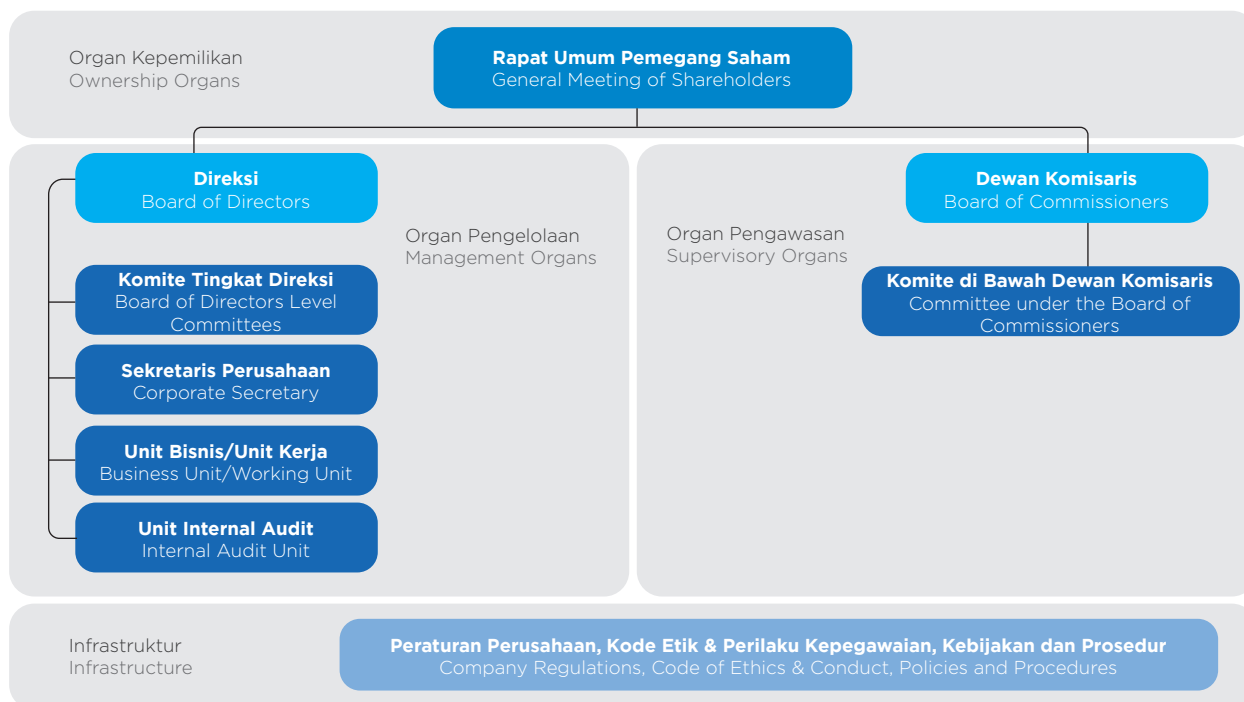 Organ Kepemilikan
Ownership Organs
Rapat Umum Pemegang Saham
General Meeting of Shareholders
Direksi
Board of Directors
Organ Pengelolaan
Management Organs
Komite Tingkat Direksi
Board of Directors Level
Committees
Sekretaris Perusahaan
Corporate Secretary
Unit Bisnis/Unit Kerja
Business Unit/Working Unit
Unit Internal Audit
Internal Audit Unit
Dewan Komisaris
Board of Commissioners
Organ Pengawasan
Supervisory Organs
Komite di Bawah Dewan Komisaris
Committee under the Board of
Commissioners
Infrastruktur
Infrastructure
Peraturan Perusahaan, Kode Etik & Perilaku Kepegawaian, Kebijakan dan Prosedur
Company Regulations, Code of Ethics & Conduct, Policies and Procedures